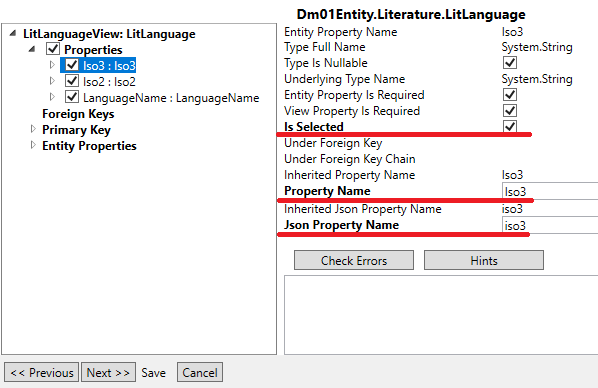 LitLanguageView: LitLanguage
Properties
Iso3 : Iso3
Iso2 : Iso2
LanguageName : LanguageName
Foreign Keys
Primary Key
Entity Properties
Dm01Entity.Literature.LitLanguage
Entity Property Name Iso3
Type Full Name System.String
Type Is Nullable
Underlying Type Name System.String
Entity Property Is Required
View Property Is Required
Is Selected
Under Foreign Key
Under Foreign Key Chain
Inherited Property Name Iso3
Property Name Iso3
Inherited Json Property Name iso3
Json Property Name iso3
Check Errors Hints
<< Previous Next >> Save Cancel